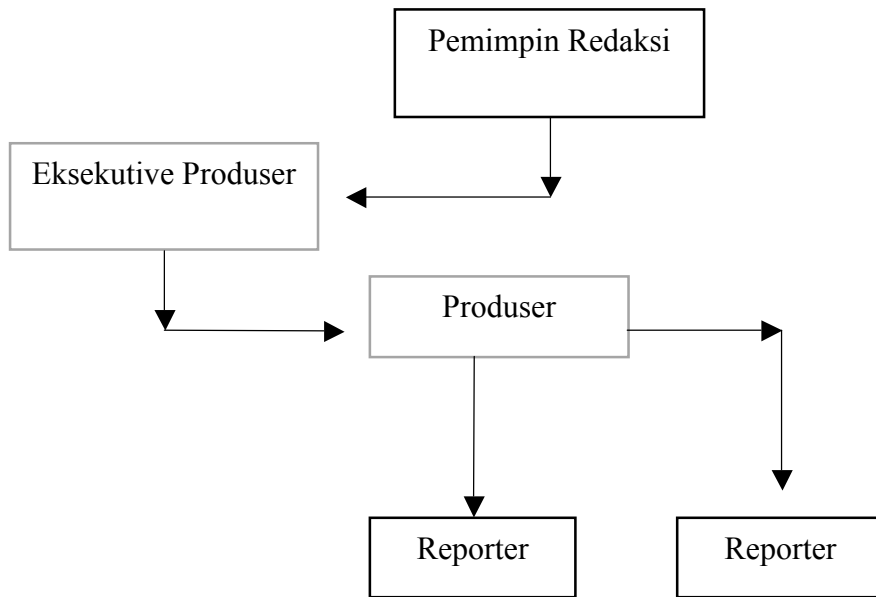 Pemimpin Redaksi
Eksekutive Produser
Produser
Reporter
Reporter